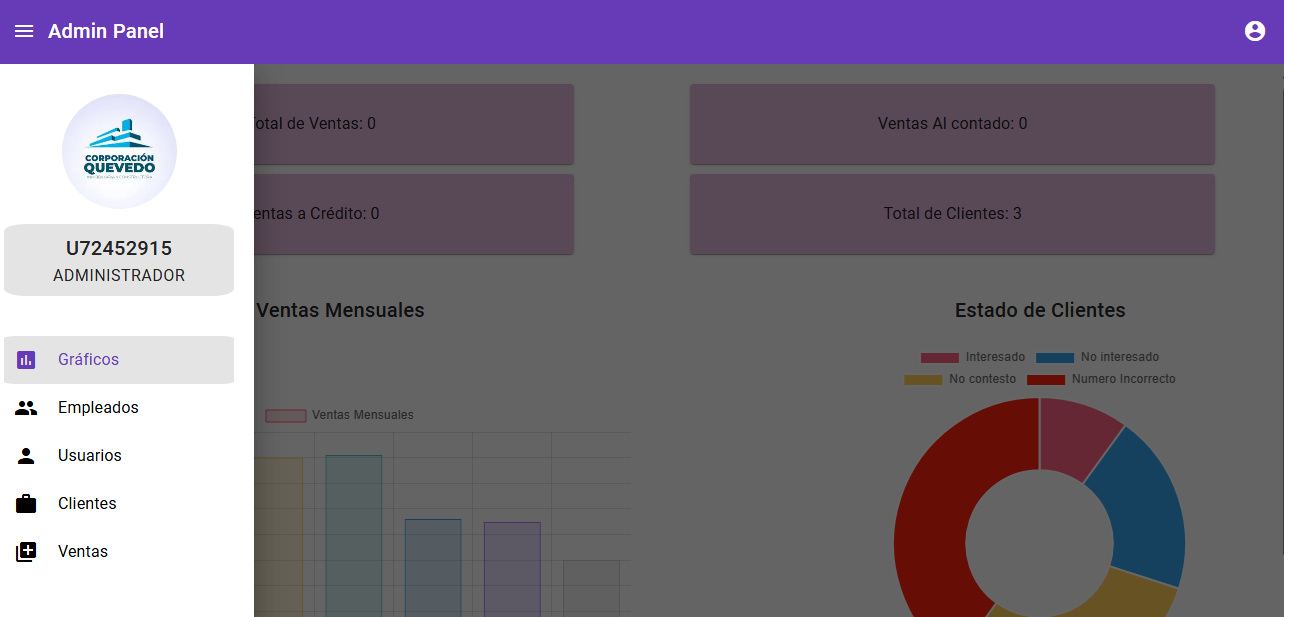 Admin Panel
CORPORACIÓN
QUEVEDO
U72452915
ADMINISTRADOR
Gráficos
Empleados
Usuarios
Clientes
Ventas
otal de Ventas: 0
Ventas Al contado: 0
entas a Crédito: 0
Total de Clientes: 3
Ventas Mensuales
Ventas Mensuales
Estado de Clientes
Interesado
No interesado
No contesto
Numero Incorrecto